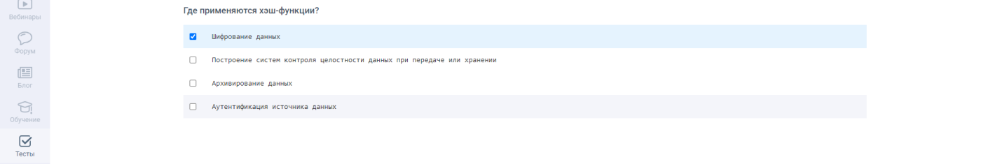 Вебинары
Форум
Блог
Обучение
Тесты
Где применяются хэш-функции?
Шифрование данных
Построение систем контроля целостности данных при передаче или хранении
Архивирование данных
Аутентификация источника данных